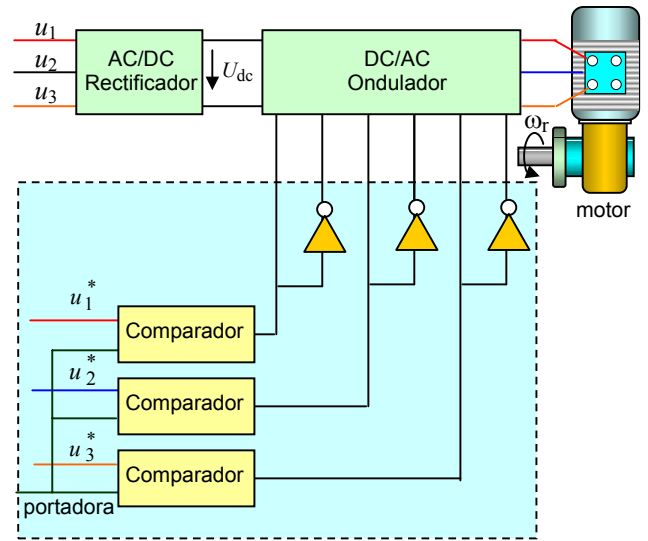 u1
u2
u3
AC/DC
Rectificador
Udc
DC/AC
Ondulador
ωr
motor
u1*
Comparador
u2*
Comparador
u3*
Comparador
portadora